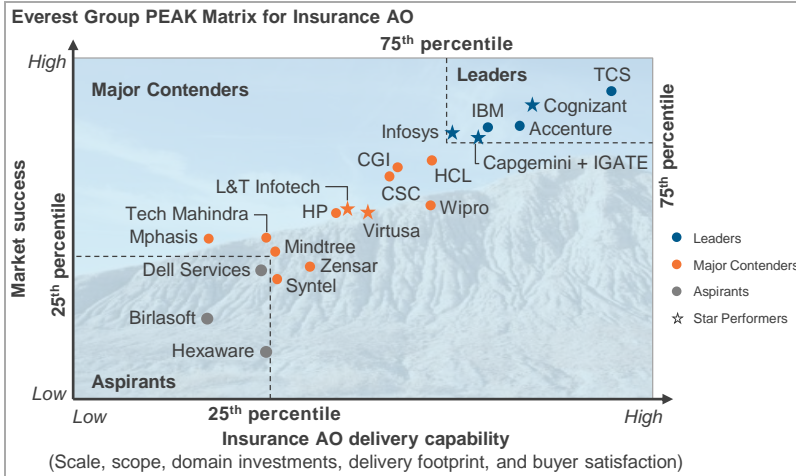 Everest Group PEAK Matrix for Insurance AO
75th percentile
High
Major Contenders
Leaders
TCS
Cognizant
IBM
Accenture
Infosys
Capgemini + IGATE
CGI
HCL
CSC
L&T Infotech
Wipro
HP
Virtusa
Tech Mahindra
Mphasis
Mindtree
Dell Services
Zensar
Syntel
Birlasoft
Hexaware
Aspirants
Market success
25th percentile
75th percentile
Leaders
Major Contenders
Aspirants
Star Performers
Low
Low
25th percentile
High
Insurance AO delivery capability
(Scale, scope, domain investments, delivery footprint, and buyer satisfaction)